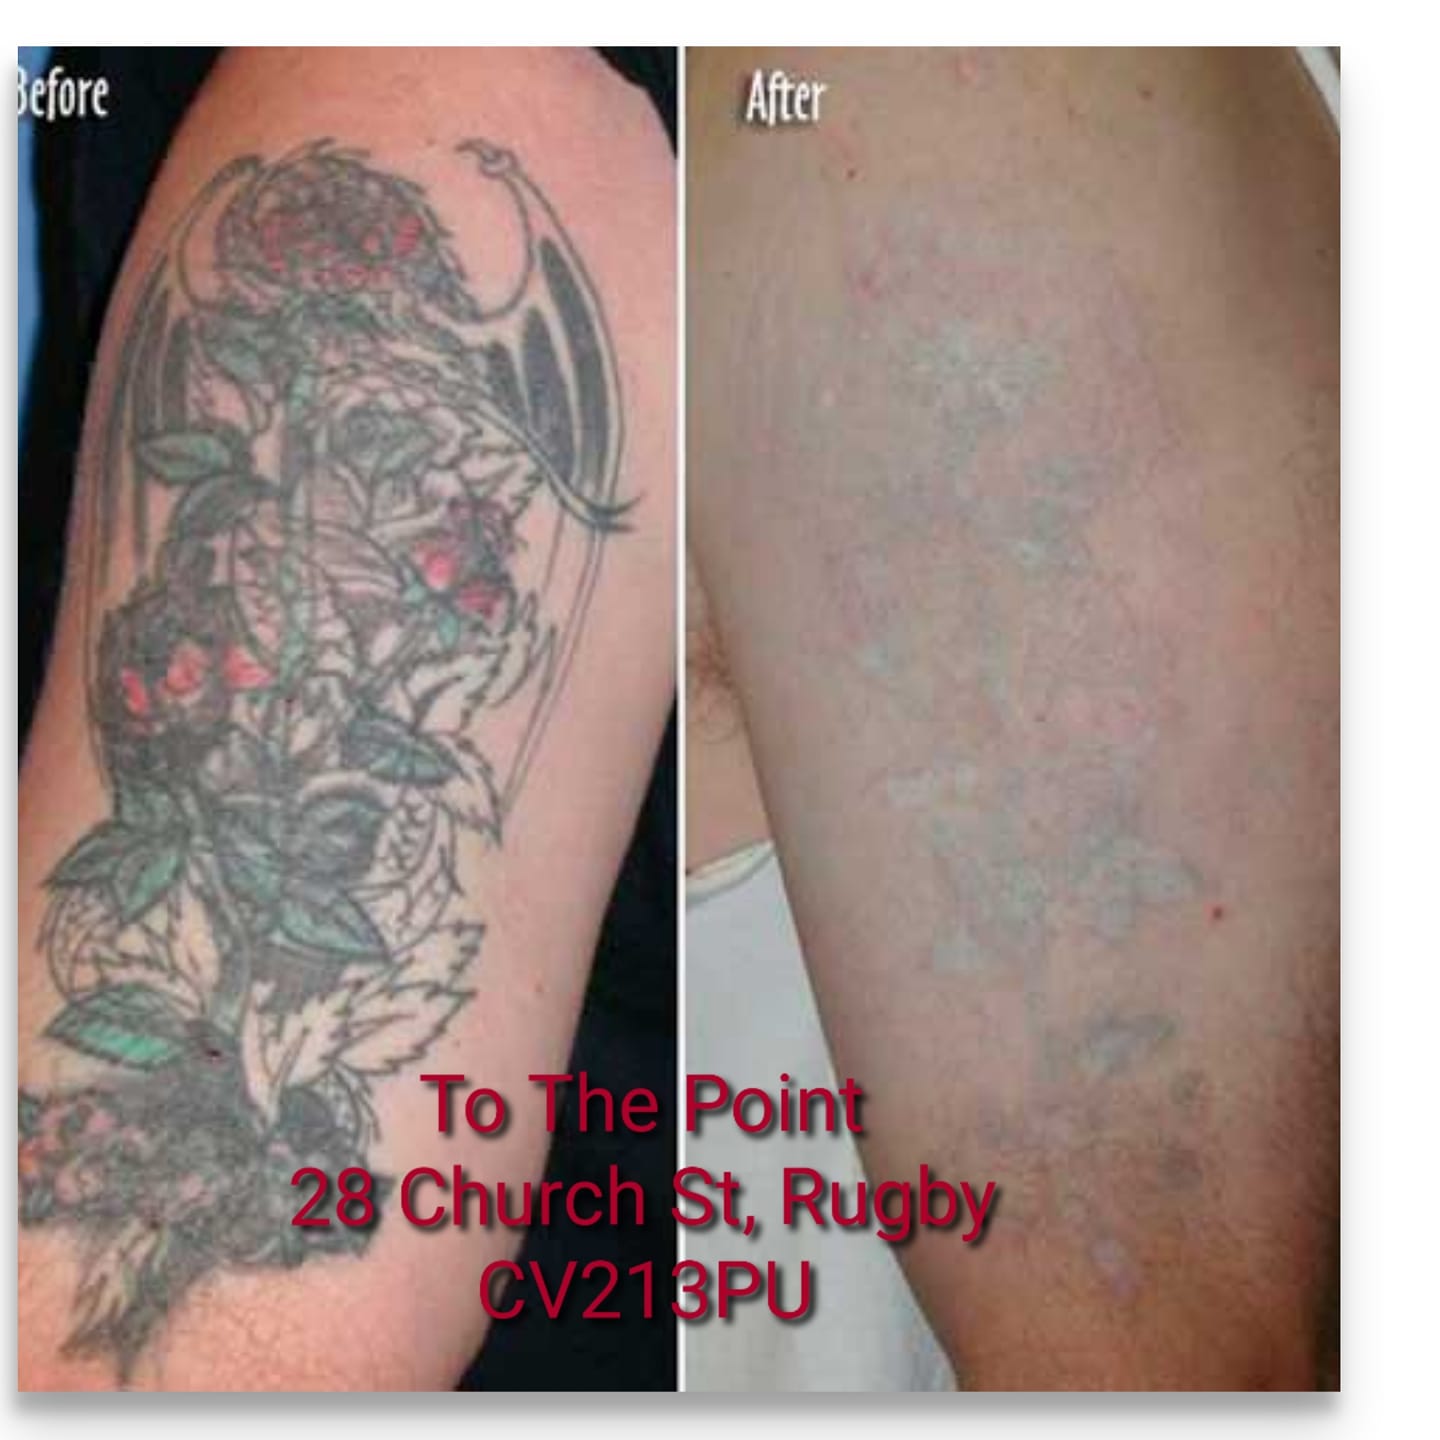 Before
After
To The Point
28 Church St, Rugby
CV213PU